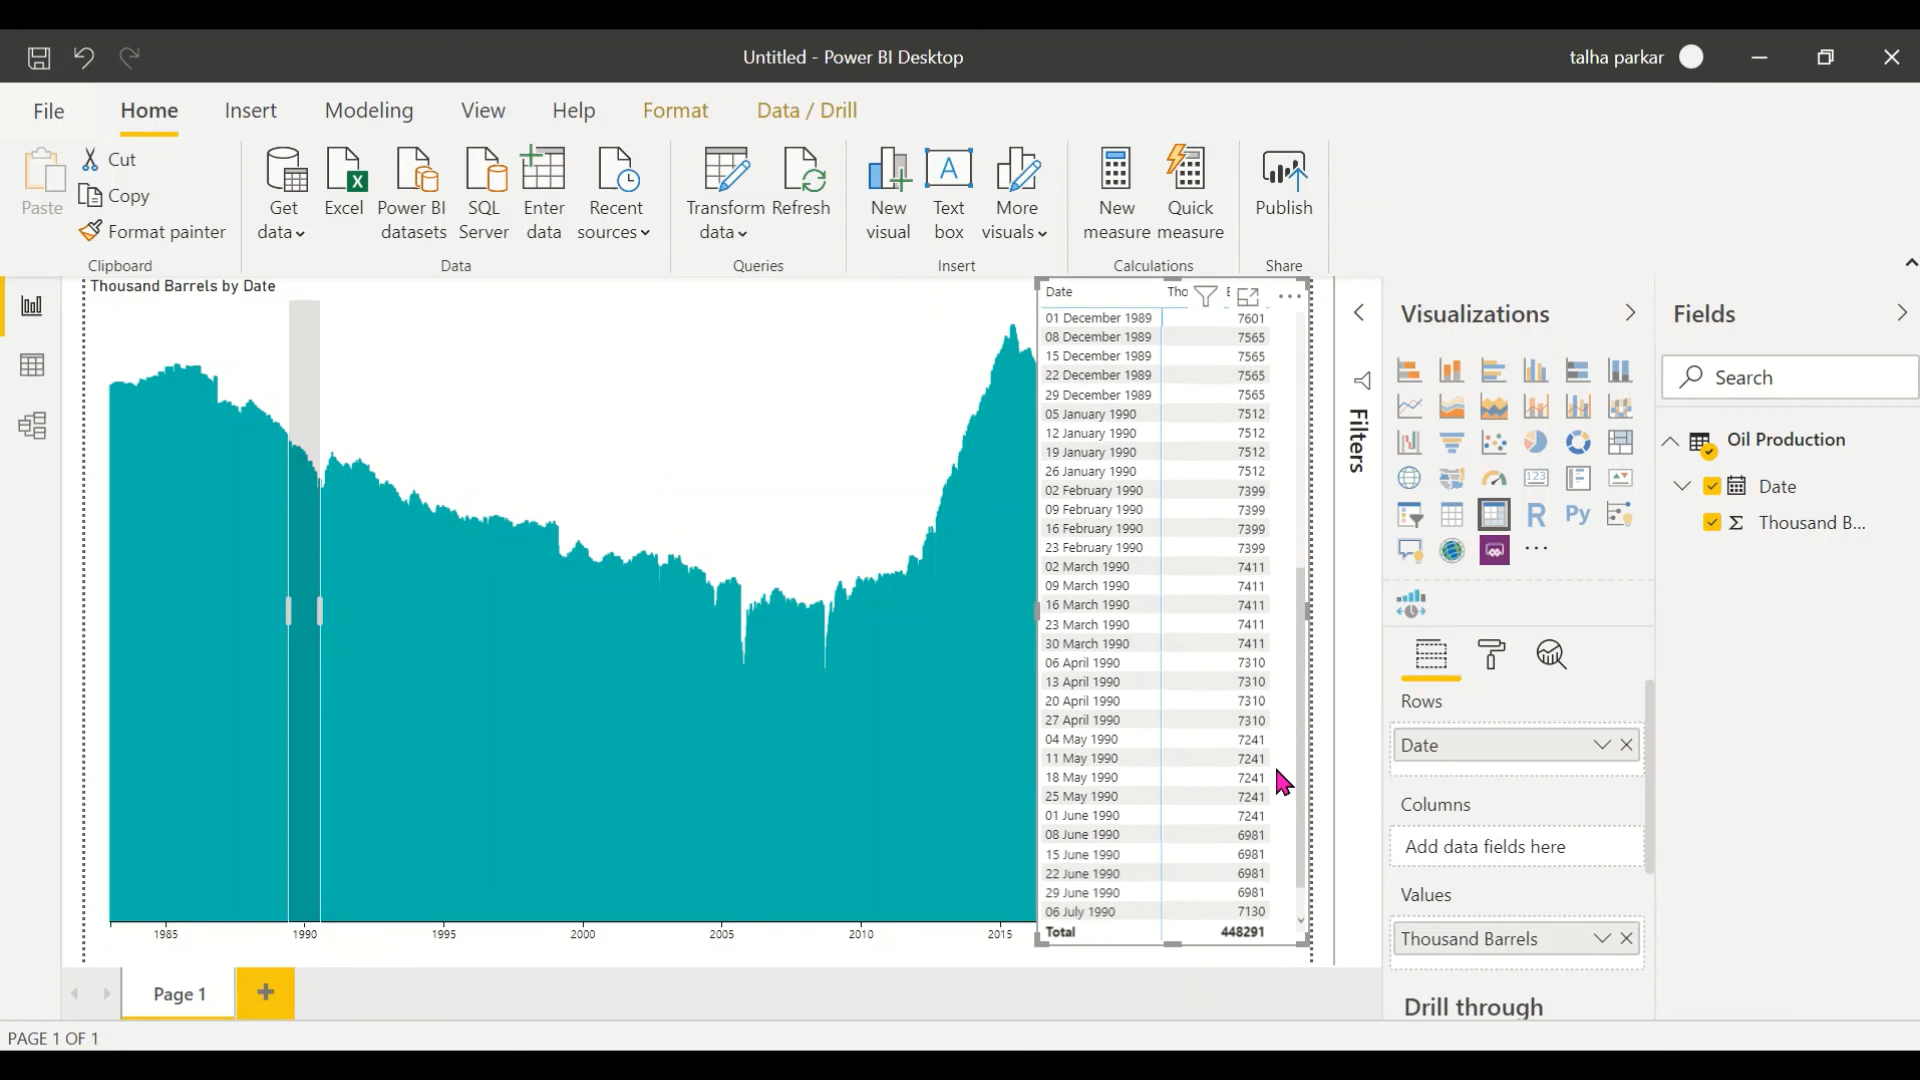 Untitled - Power BI Desktop
talha parkar
File
Home
Insert
Modeling
View
Help
Format
Data / Drill
Paste
Cut
Copy
Format painter
Clipboard
Get data
Excel
Power BI datasets
SQL Server
Enter data
Recent sources
Data
Transform data
Refresh
Queries
New visual
Text box
More visuals
Insert
New measure
Quick measure
Calculations
Publish
Share
Thousand Barrels by Date
1985
1990
1995
2000
2005
2010
2015
Date Tho
01 December 1989 7601
08 December 1989 7565
15 December 1989 7565
22 December 1989 7565
29 December 1989 7565
05 January 1990 7512
12 January 1990 7512
19 January 1990 7512
26 January 1990 7512
02 February 1990 7399
09 February 1990 7399
16 February 1990 7399
23 February 1990 7399
02 March 1990 7411
09 March 1990 7411
16 March 1990 7411
23 March 1990 7411
30 March 1990 7411
06 April 1990 7310
13 April 1990 7310
20 April 1990 7310
27 April 1990 7310
04 May 1990 7241
11 May 1990 7241
18 May 1990 7241
25 May 1990 7241
01 June 1990 7241
08 June 1990 6981
15 June 1990 6981
22 June 1990 6981
29 June 1990 6981
06 July 1990 7130
Total 448291
Filters
Visualizations
123
R
Py
Rows
Date
Columns
Add data fields here
Values
Thousand Barrels
Drill through
Fields
Search
Oil Production
Date
Thousand B...
Page 1
PAGE 1 OF 1